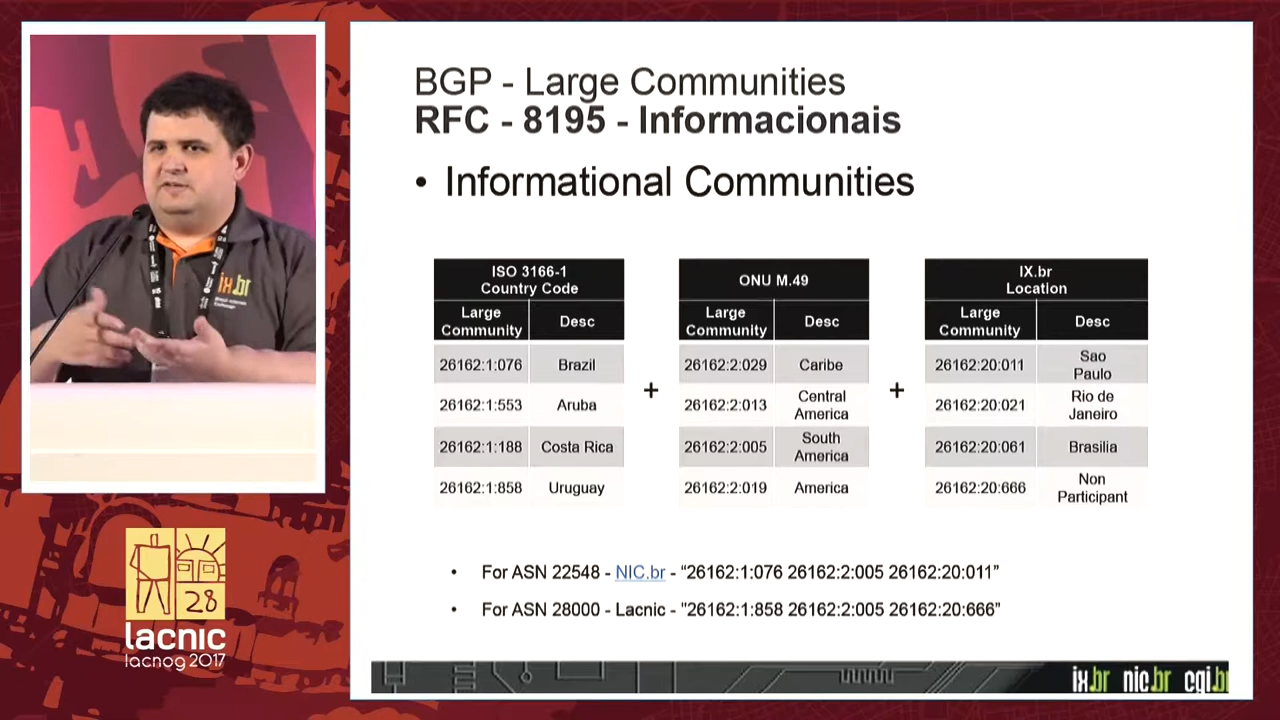 BGP - Large Communities
RFC - 8195 - Informacionais
• Informational Communities
ISO 3166-1
Country Code
Large Community Desc
26162:1:076 Brazil
26162:1:553 Aruba
26162:1:188 Costa Rica
26162:1:858 Uruguay
+
ONU M.49
Large Community Desc
26162:2:029 Caribe
26162:2:013 Central America
26162:2:005 South America
26162:2:019 America
+
IX.br
Location
Large Community Desc
26162:20:011 Sao Paulo
26162:20:021 Rio de Janeiro
26162:20:061 Brasilia
26162:20:666 Non Participant
• For ASN 22548 - NIC.br - “26162:1:076 26162:2:005 26162:20:011”
• For ASN 28000 - Lacnic - "26162:1:858 26162:2:005 26162:20:666”
ix.br nic.br cgi.br
ix.br
28
lacnic
lacnog 2017